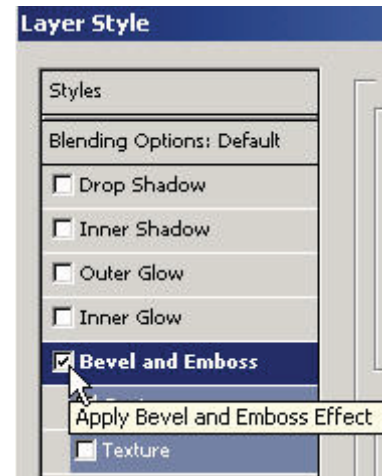 Layer Style
Styles
Blending Options: Default
Drop Shadow
Inner Shadow
Outer Glow
Inner Glow
Bevel and Emboss
Apply Bevel and Emboss Effect
Texture